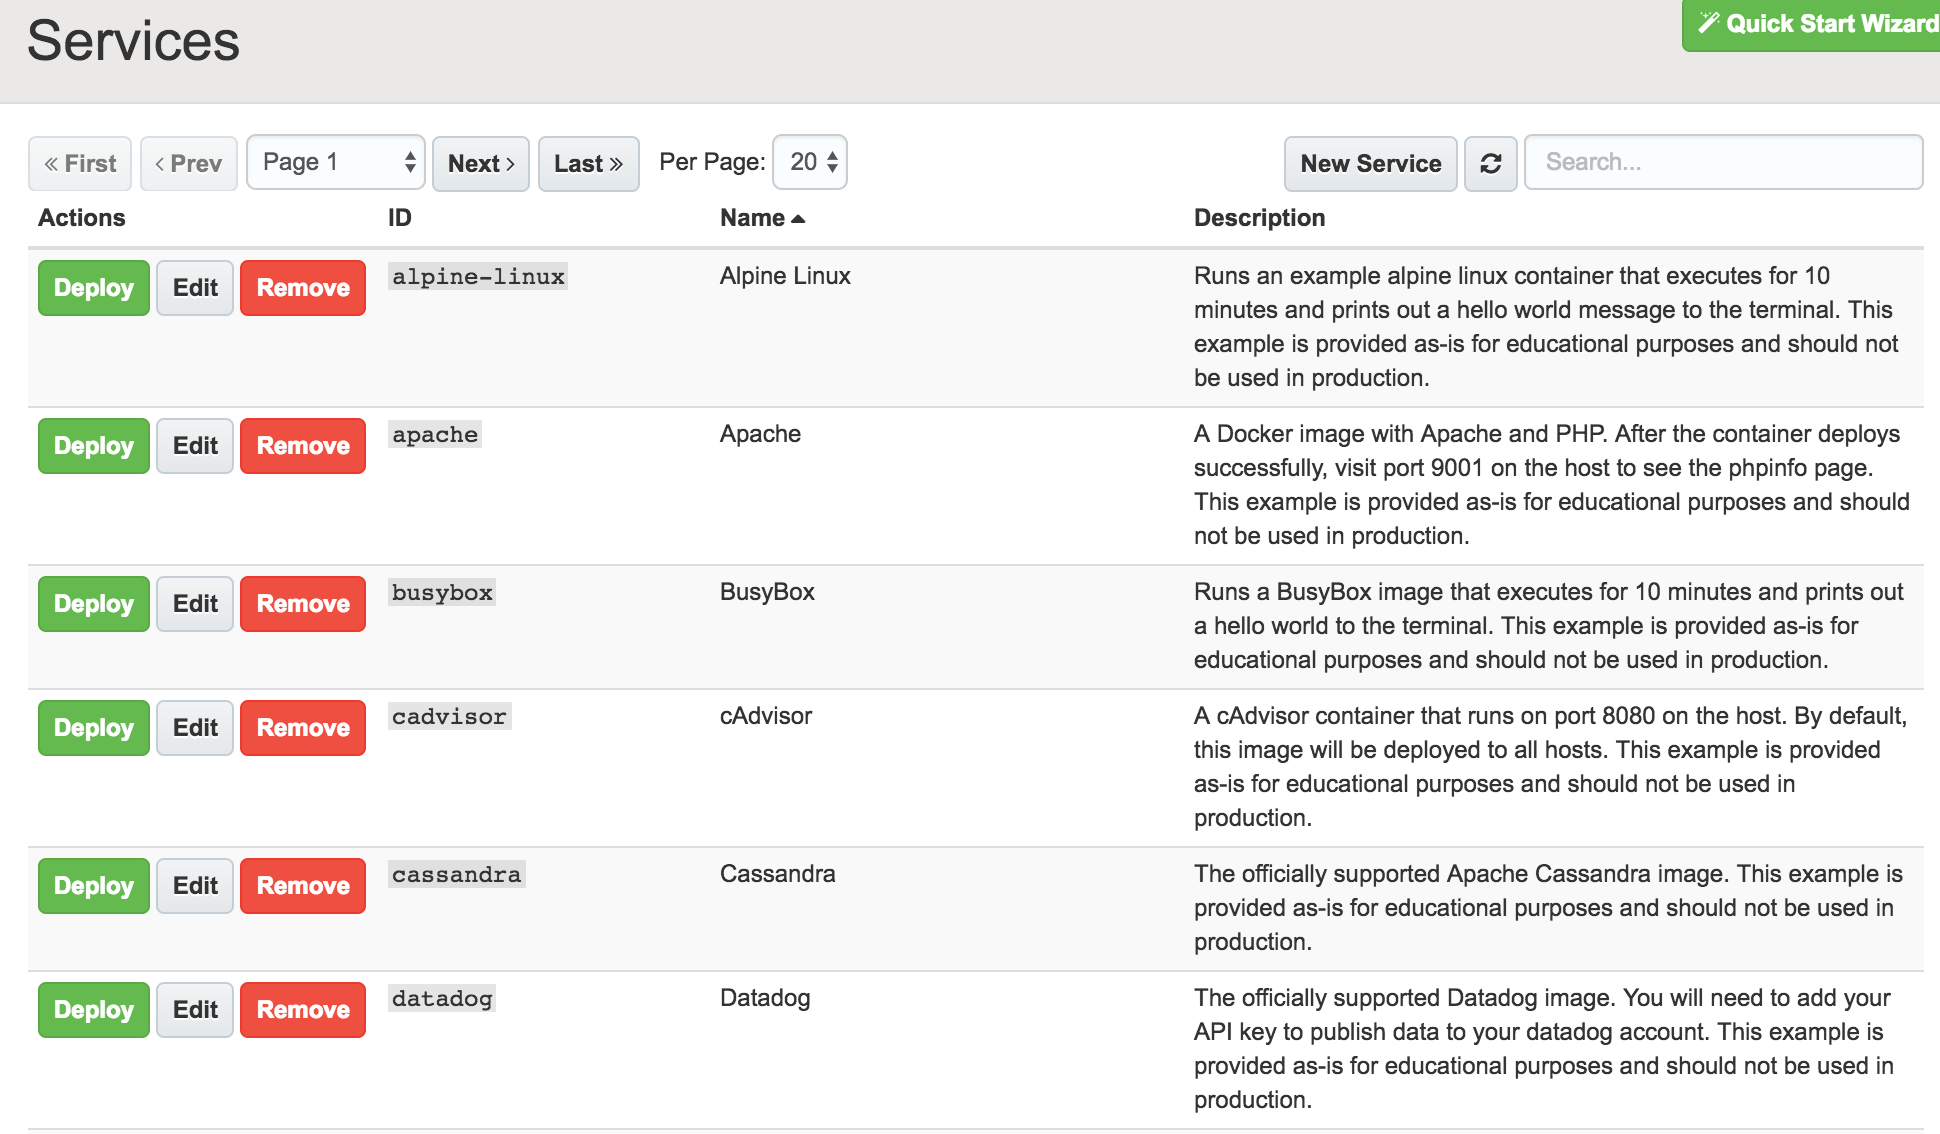 Services
Quick Start Wizard
« First
‹ Prev
Page 1
Next ›
Last »
Per Page:
20
New Service
Search...
Actions ID Name Description
Deploy Edit Remove alpine-linux Alpine Linux Runs an example alpine linux container that executes for 10
minutes and prints out a hello world message to the terminal. This
example is provided as-is for educational purposes and should not
be used in production.
Deploy Edit Remove apache Apache A Docker image with Apache and PHP. After the container deploys
successfully, visit port 9001 on the host to see the phpinfo page.
This example is provided as-is for educational purposes and should
not be used in production.
Deploy Edit Remove busybox BusyBox Runs a BusyBox image that executes for 10 minutes and prints out
a hello world to the terminal. This example is provided as-is for
educational purposes and should not be used in production.
Deploy Edit Remove cadvisor cAdvisor A cAdvisor container that runs on port 8080 on the host. By default,
this image will be deployed to all hosts. This example is provided
as-is for educational purposes and should not be used in
production.
Deploy Edit Remove cassandra Cassandra The officially supported Apache Cassandra image. This example is
provided as-is for educational purposes and should not be used in
production.
Deploy Edit Remove datadog Datadog The officially supported Datadog image. You will need to add your
API key to publish data to your datadog account. This example is
provided as-is for educational purposes and should not be used in
production.